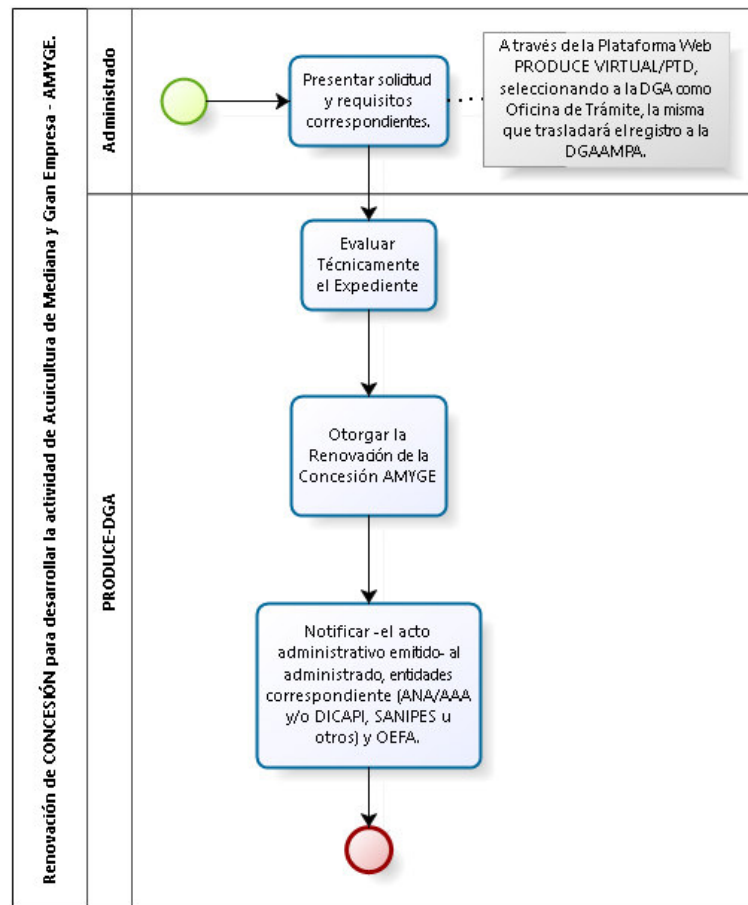 Renovación de CONCESIÓN para desarrollar la actividad de Acuicultura de Mediana y Gran Empresa - AMYGE.
Administrado
Presentar solicitud
y requisitos
correspondientes.
A través de la Plataforma Web
PRODUCE VIRTUAL/PTD,
seleccionando a la DGA como
Oficina de Trámite, la misma
que trasladará el registro a la
DGAAMPA.
PRODUCE-DGA
Evaluar
Técnicamente
el Expediente
Otorgar la
Renovación de la
Concesión AMYGE
Notificar -el acto
administrativo emitido- al
administrado, entidades
correspondiente (ANA/AAA
y/o DICAPI, SANIPES u
otros) y OEFA.